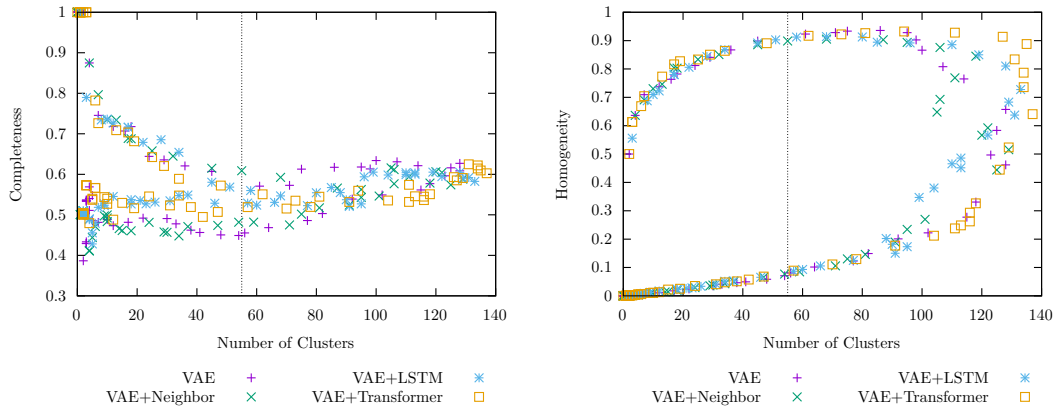 1
0.9
0.8
0.7
0.6
0.5
0.4
0.3
Completeness
0 20 40 60 80 100 120 140
Number of Clusters
VAE
VAE+LSTM
VAE+Neighbor
VAE+Transformer
1
0.9
0.8
0.7
0.6
0.5
0.4
0.3
0.2
0.1
0
Homogeneity
0 20 40 60 80 100 120 140
Number of Clusters
VAE
VAE+LSTM
VAE+Neighbor
VAE+Transformer